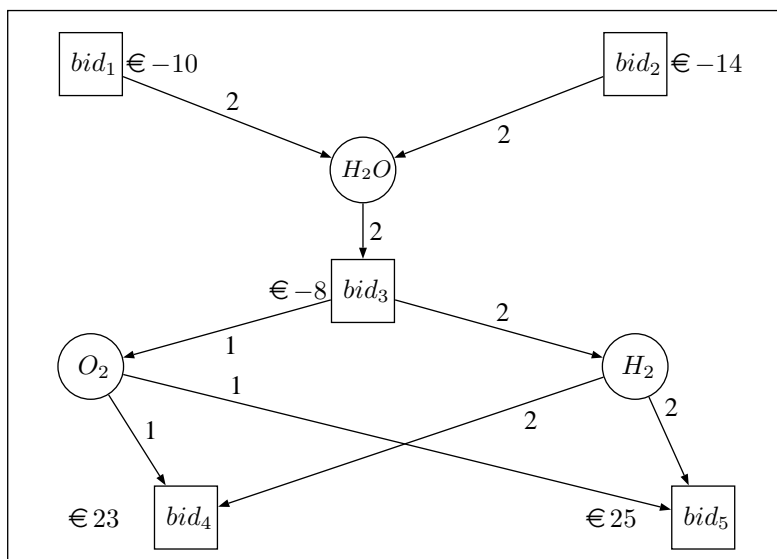 bid₁ €−10 bid₂ €−14
2 2
H₂O
2
€−8 bid₃
1 2
O₂ H₂
1 2
1 2
€23 bid₄ €25 bid₅